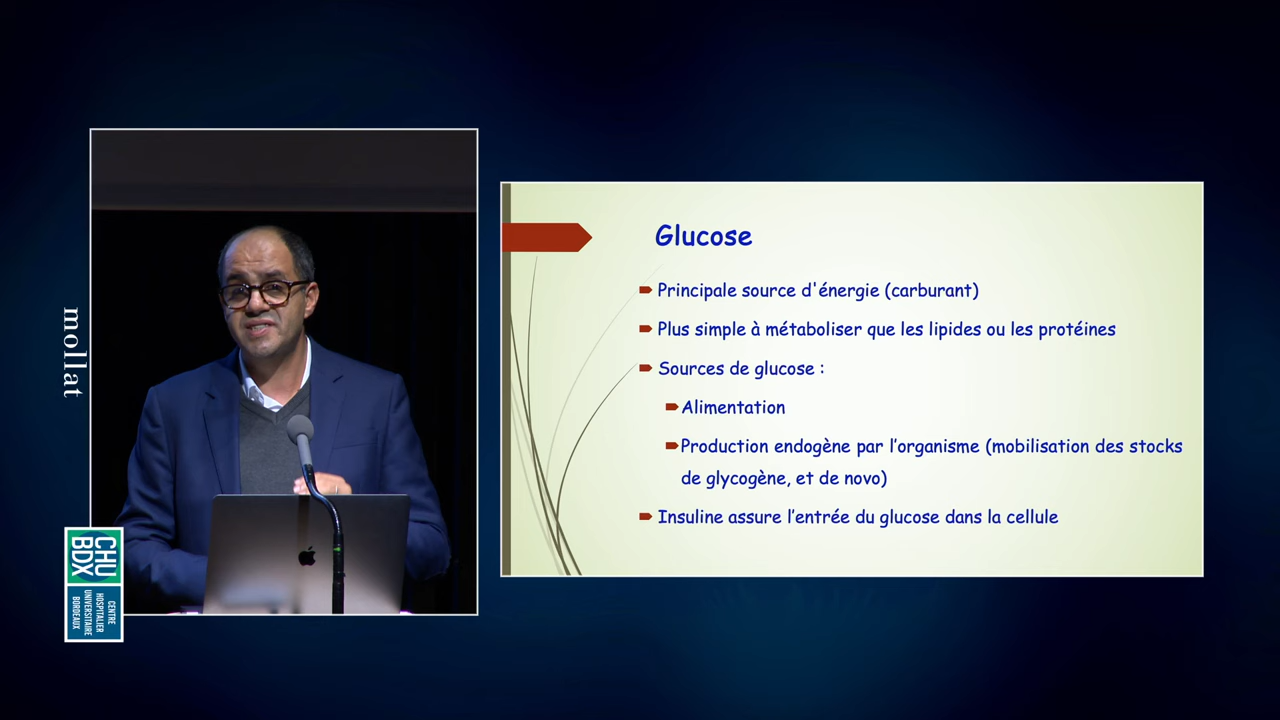 mollat
CHU
BDX
CENTRE
HOSPITALIER
UNIVERSITAIRE
BORDEAUX
Glucose
Principale source d'énergie (carburant)
Plus simple à métaboliser que les lipides ou les protéines
Sources de glucose :
Alimentation
Production endogène par l’organisme (mobilisation des stocks
de glycogène, et de novo)
Insuline assure l’entrée du glucose dans la cellule